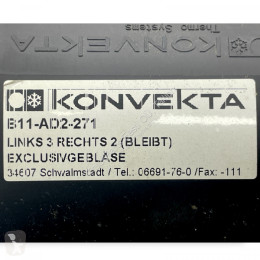 Thermo Systems
KONVEKTA
KONVEKTA
B11-AD2-271
LINKS 3 RECHTS 2 (BLEIBT)
EXCLUSIVGEBLÄSE
34607 Schwalmstadt / Tel.: 06691-76-0 /Fax: -111